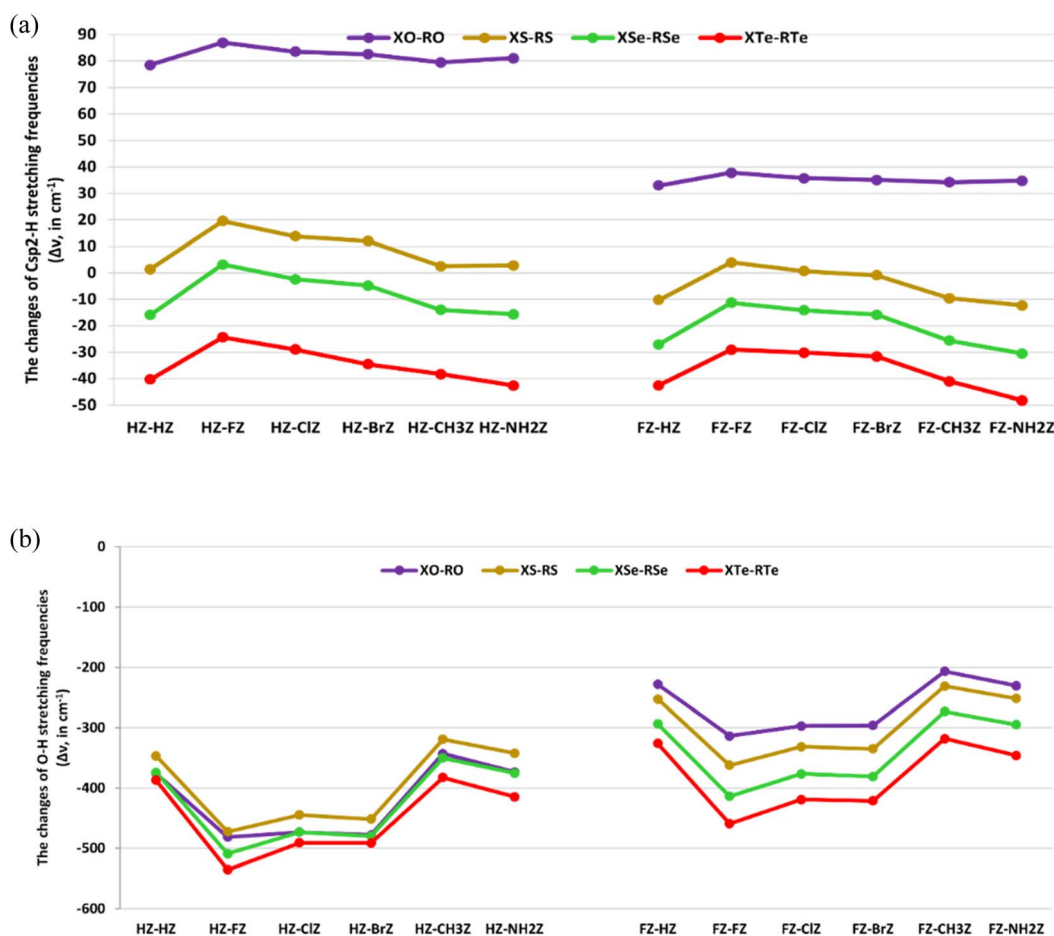 (a)
The changes of Csp2-H stretching frequencies
(Δν, in cm⁻¹)
90
80
70
60
50
40
30
20
10
0
-10
-20
-30
-40
-50
XO-RO XS-RS XSe-RSe XTe-RTe
HZ-HZ HZ-FZ HZ-ClZ HZ-BrZ HZ-CH3Z HZ-NH2Z FZ-HZ FZ-FZ FZ-ClZ FZ-BrZ FZ-CH3Z FZ-NH2Z
(b)
The changes of O-H stretching frequencies
(Δν, in cm⁻¹)
0
-100
-200
-300
-400
-500
-600
XO-RO XS-RS XSe-RSe XTe-RTe
HZ-HZ HZ-FZ HZ-ClZ HZ-BrZ HZ-CH3Z HZ-NH2Z FZ-HZ FZ-FZ FZ-ClZ FZ-BrZ FZ-CH3Z FZ-NH2Z